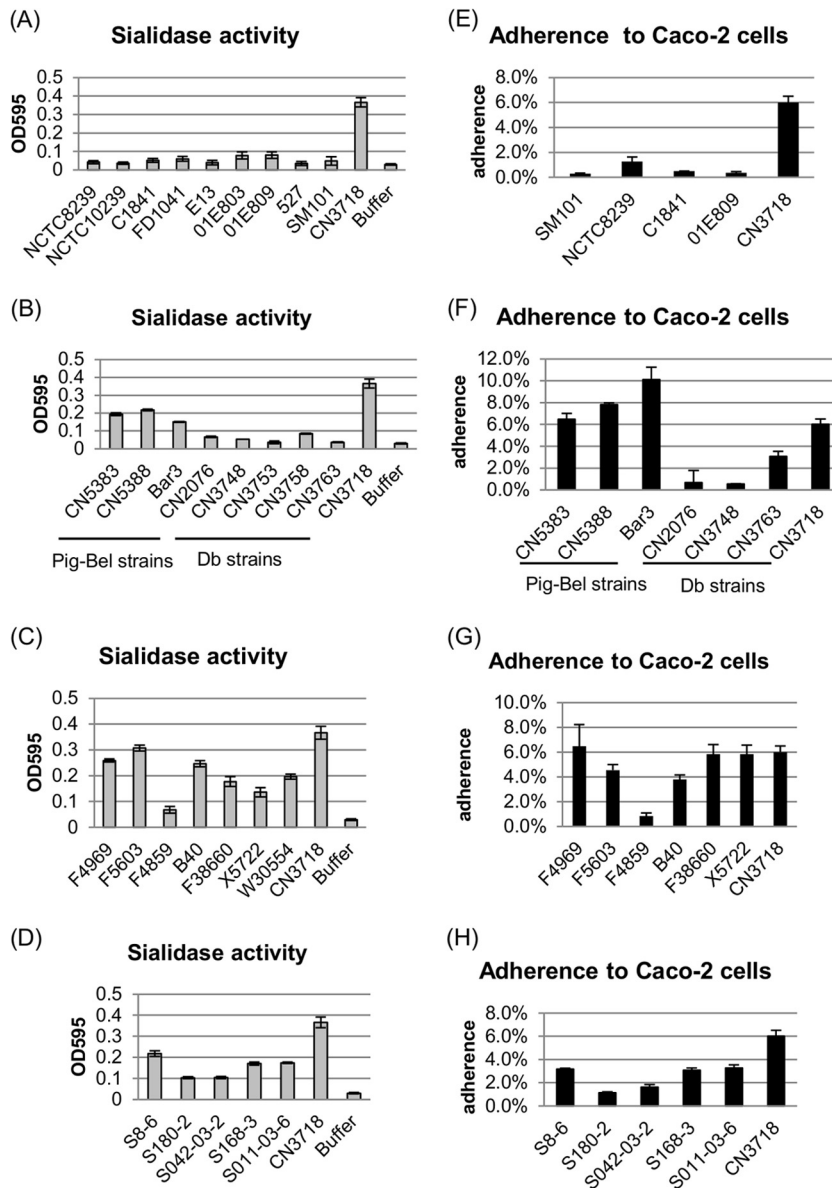 (A)
Sialidase activity
OD595
0.5
0.4
0.3
0.2
0.1
0
NCTC8239
NCTC10239
C1841
FD1041
E13
01E803
01E809
527
SM101
CN3718
Buffer
(E)
Adherence to Caco-2 cells
adherence
8.0%
6.0%
4.0%
2.0%
0.0%
SM101
NCTC8239
C1841
01E809
CN3718
(B)
Sialidase activity
OD595
0.5
0.4
0.3
0.2
0.1
0
CN5383
CN5388
Bar3
CN2076
CN3748
CN3753
CN3758
CN3763
CN3718
Buffer
Pig-Bel strains
Db strains
(F)
Adherence to Caco-2 cells
adherence
12.0%
10.0%
8.0%
6.0%
4.0%
2.0%
0.0%
CN5383
CN5388
Bar3
CN2076
CN3748
CN3763
CN3718
Pig-Bel strains
Db strains
(C)
Sialidase activity
OD595
0.5
0.4
0.3
0.2
0.1
0
F4969
F5603
F4859
B40
F38660
X5722
W30554
CN3718
Buffer
(G)
Adherence to Caco-2 cells
adherence
10.0%
8.0%
6.0%
4.0%
2.0%
0.0%
F4969
F5603
F4859
B40
F38660
X5722
CN3718
(D)
Sialidase activity
OD595
0.5
0.4
0.3
0.2
0.1
0
S8-6
S180-2
S042-03-2
S168-3
S011-03-6
CN3718
Buffer
(H)
Adherence to Caco-2 cells
adherence
8.0%
6.0%
4.0%
2.0%
0.0%
S8-6
S180-2
S042-03-2
S168-3
S011-03-6
CN3718